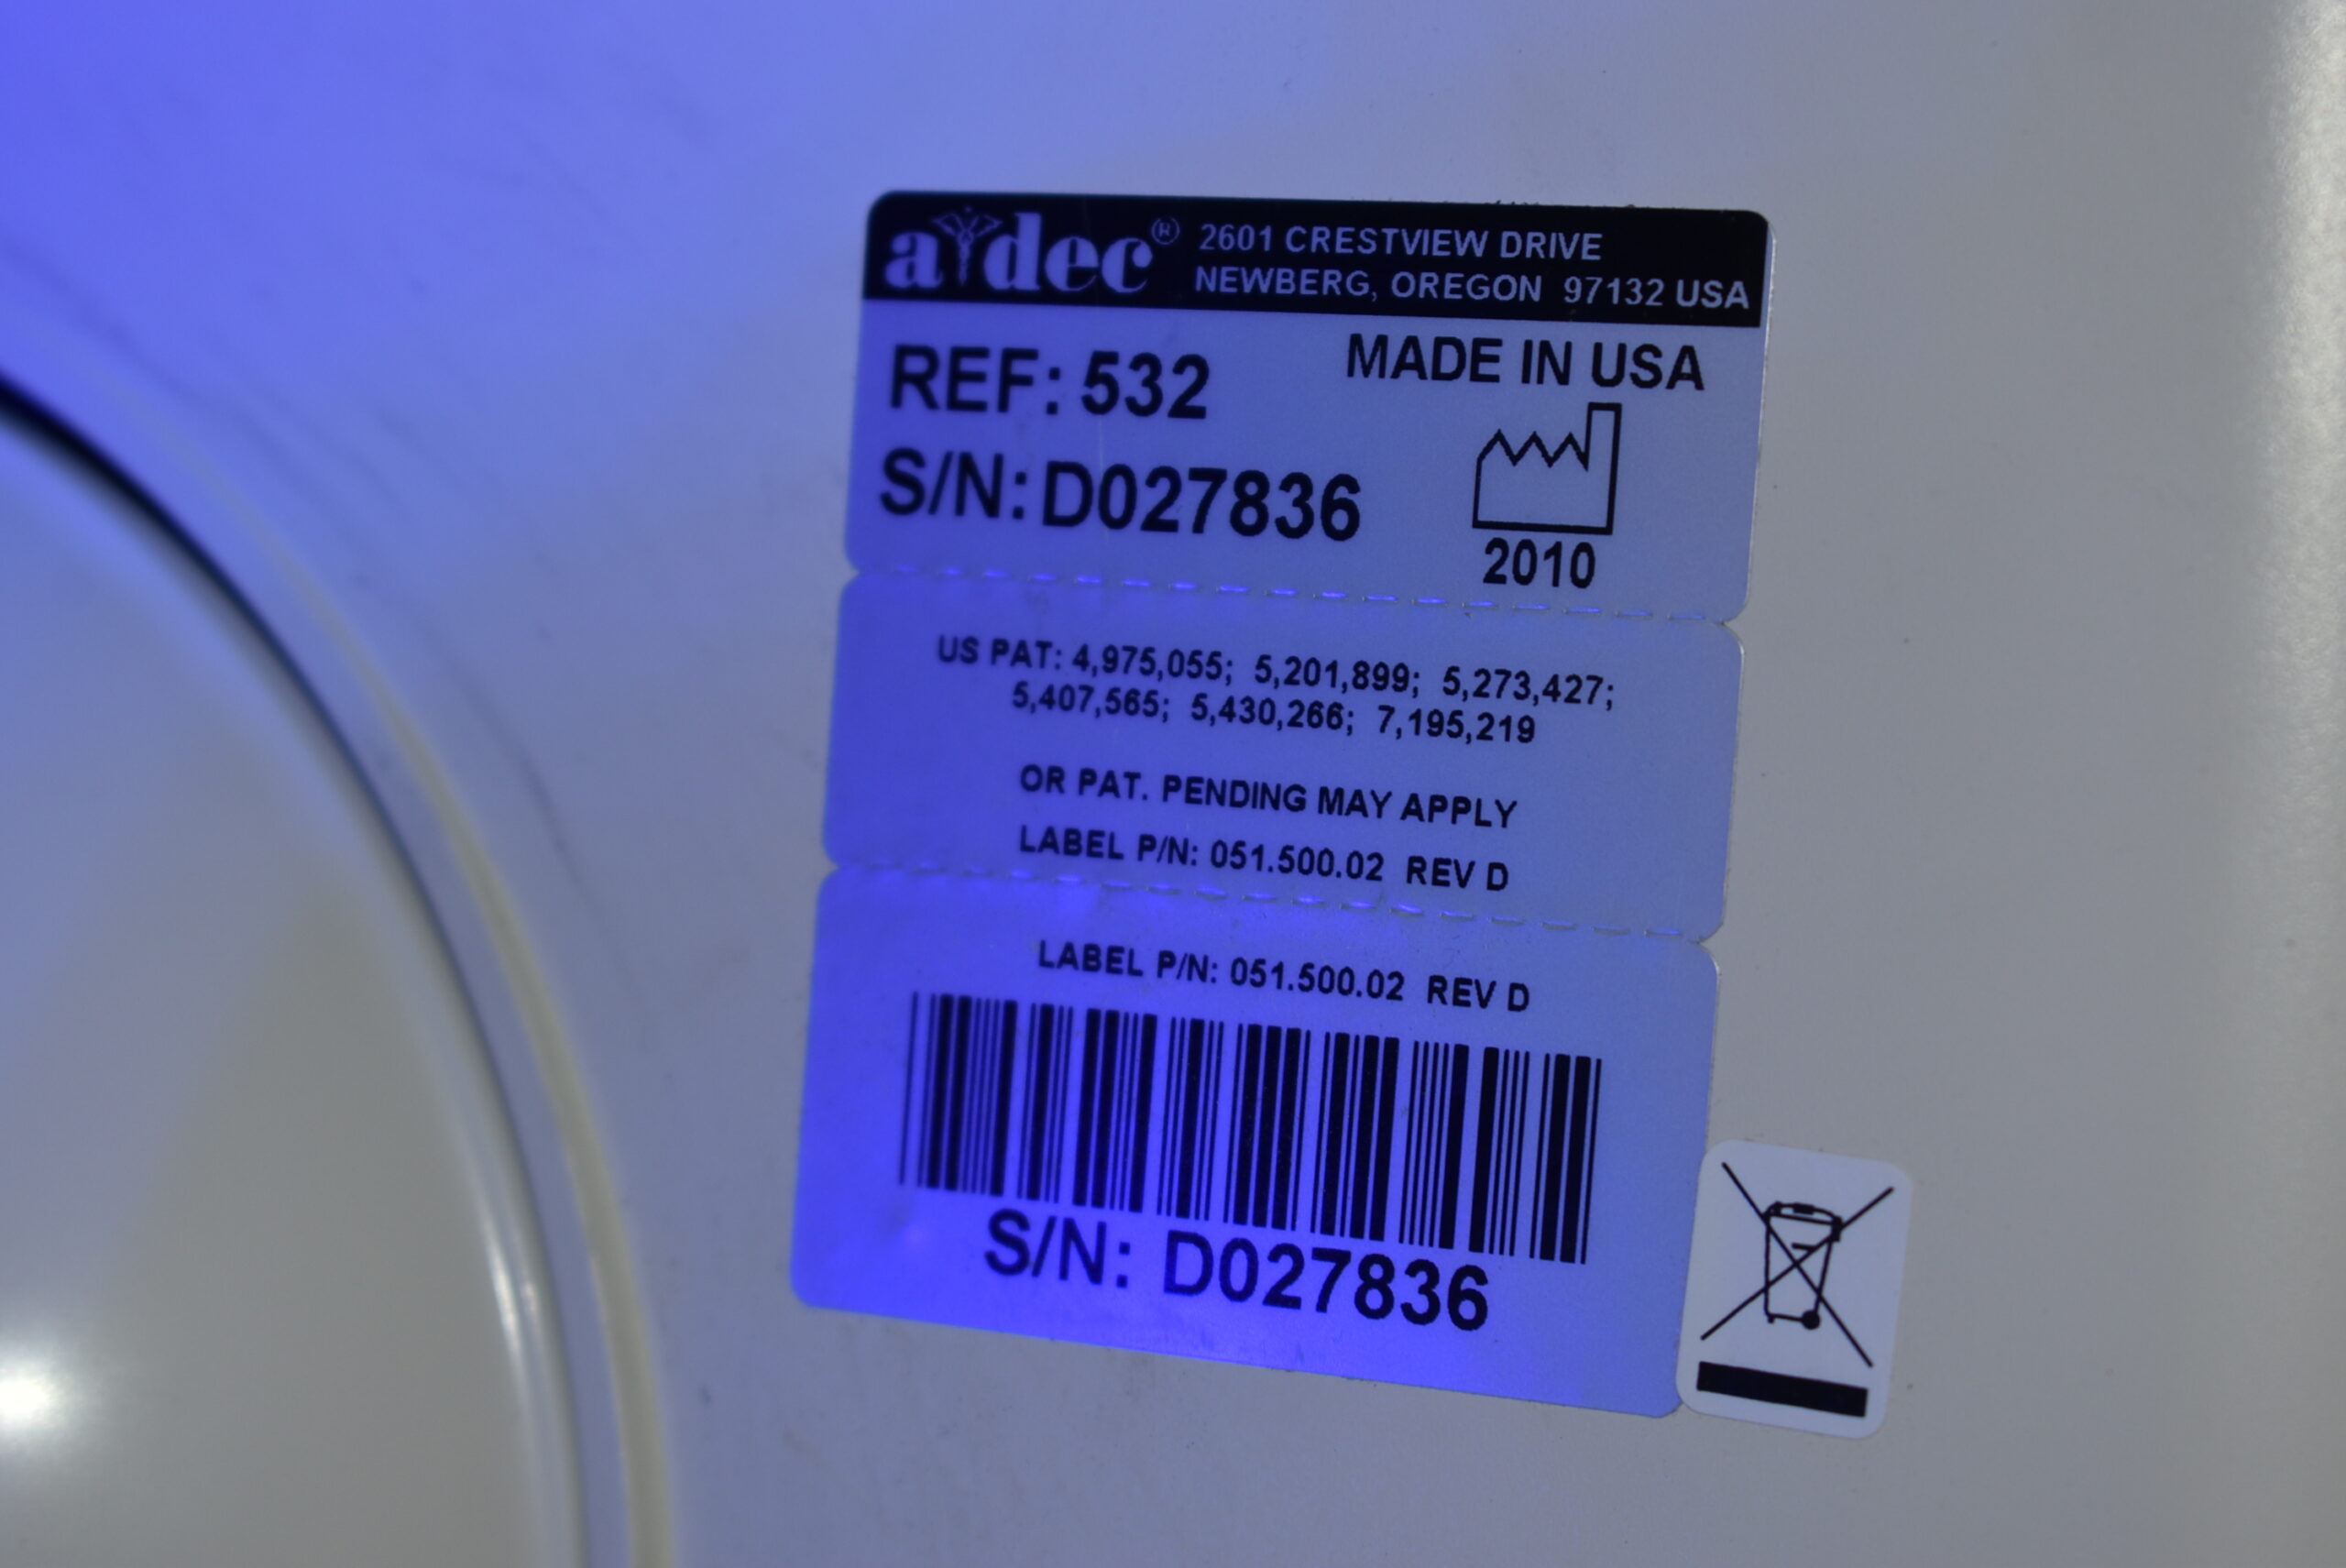 a dec® 2601 CRESTVIEW DRIVE
NEWBERG, OREGON 97132 USA
REF: 532
MADE IN USA
S/N: D027836
2010
US PAT: 4,975,055; 5,201,899; 5,273,427;
5,407,565; 5,430,266; 7,195,219
OR PAT. PENDING MAY APPLY
LABEL P/N: 051.500.02 REV D
LABEL P/N: 051.500.02 REV D
S/N: D027836